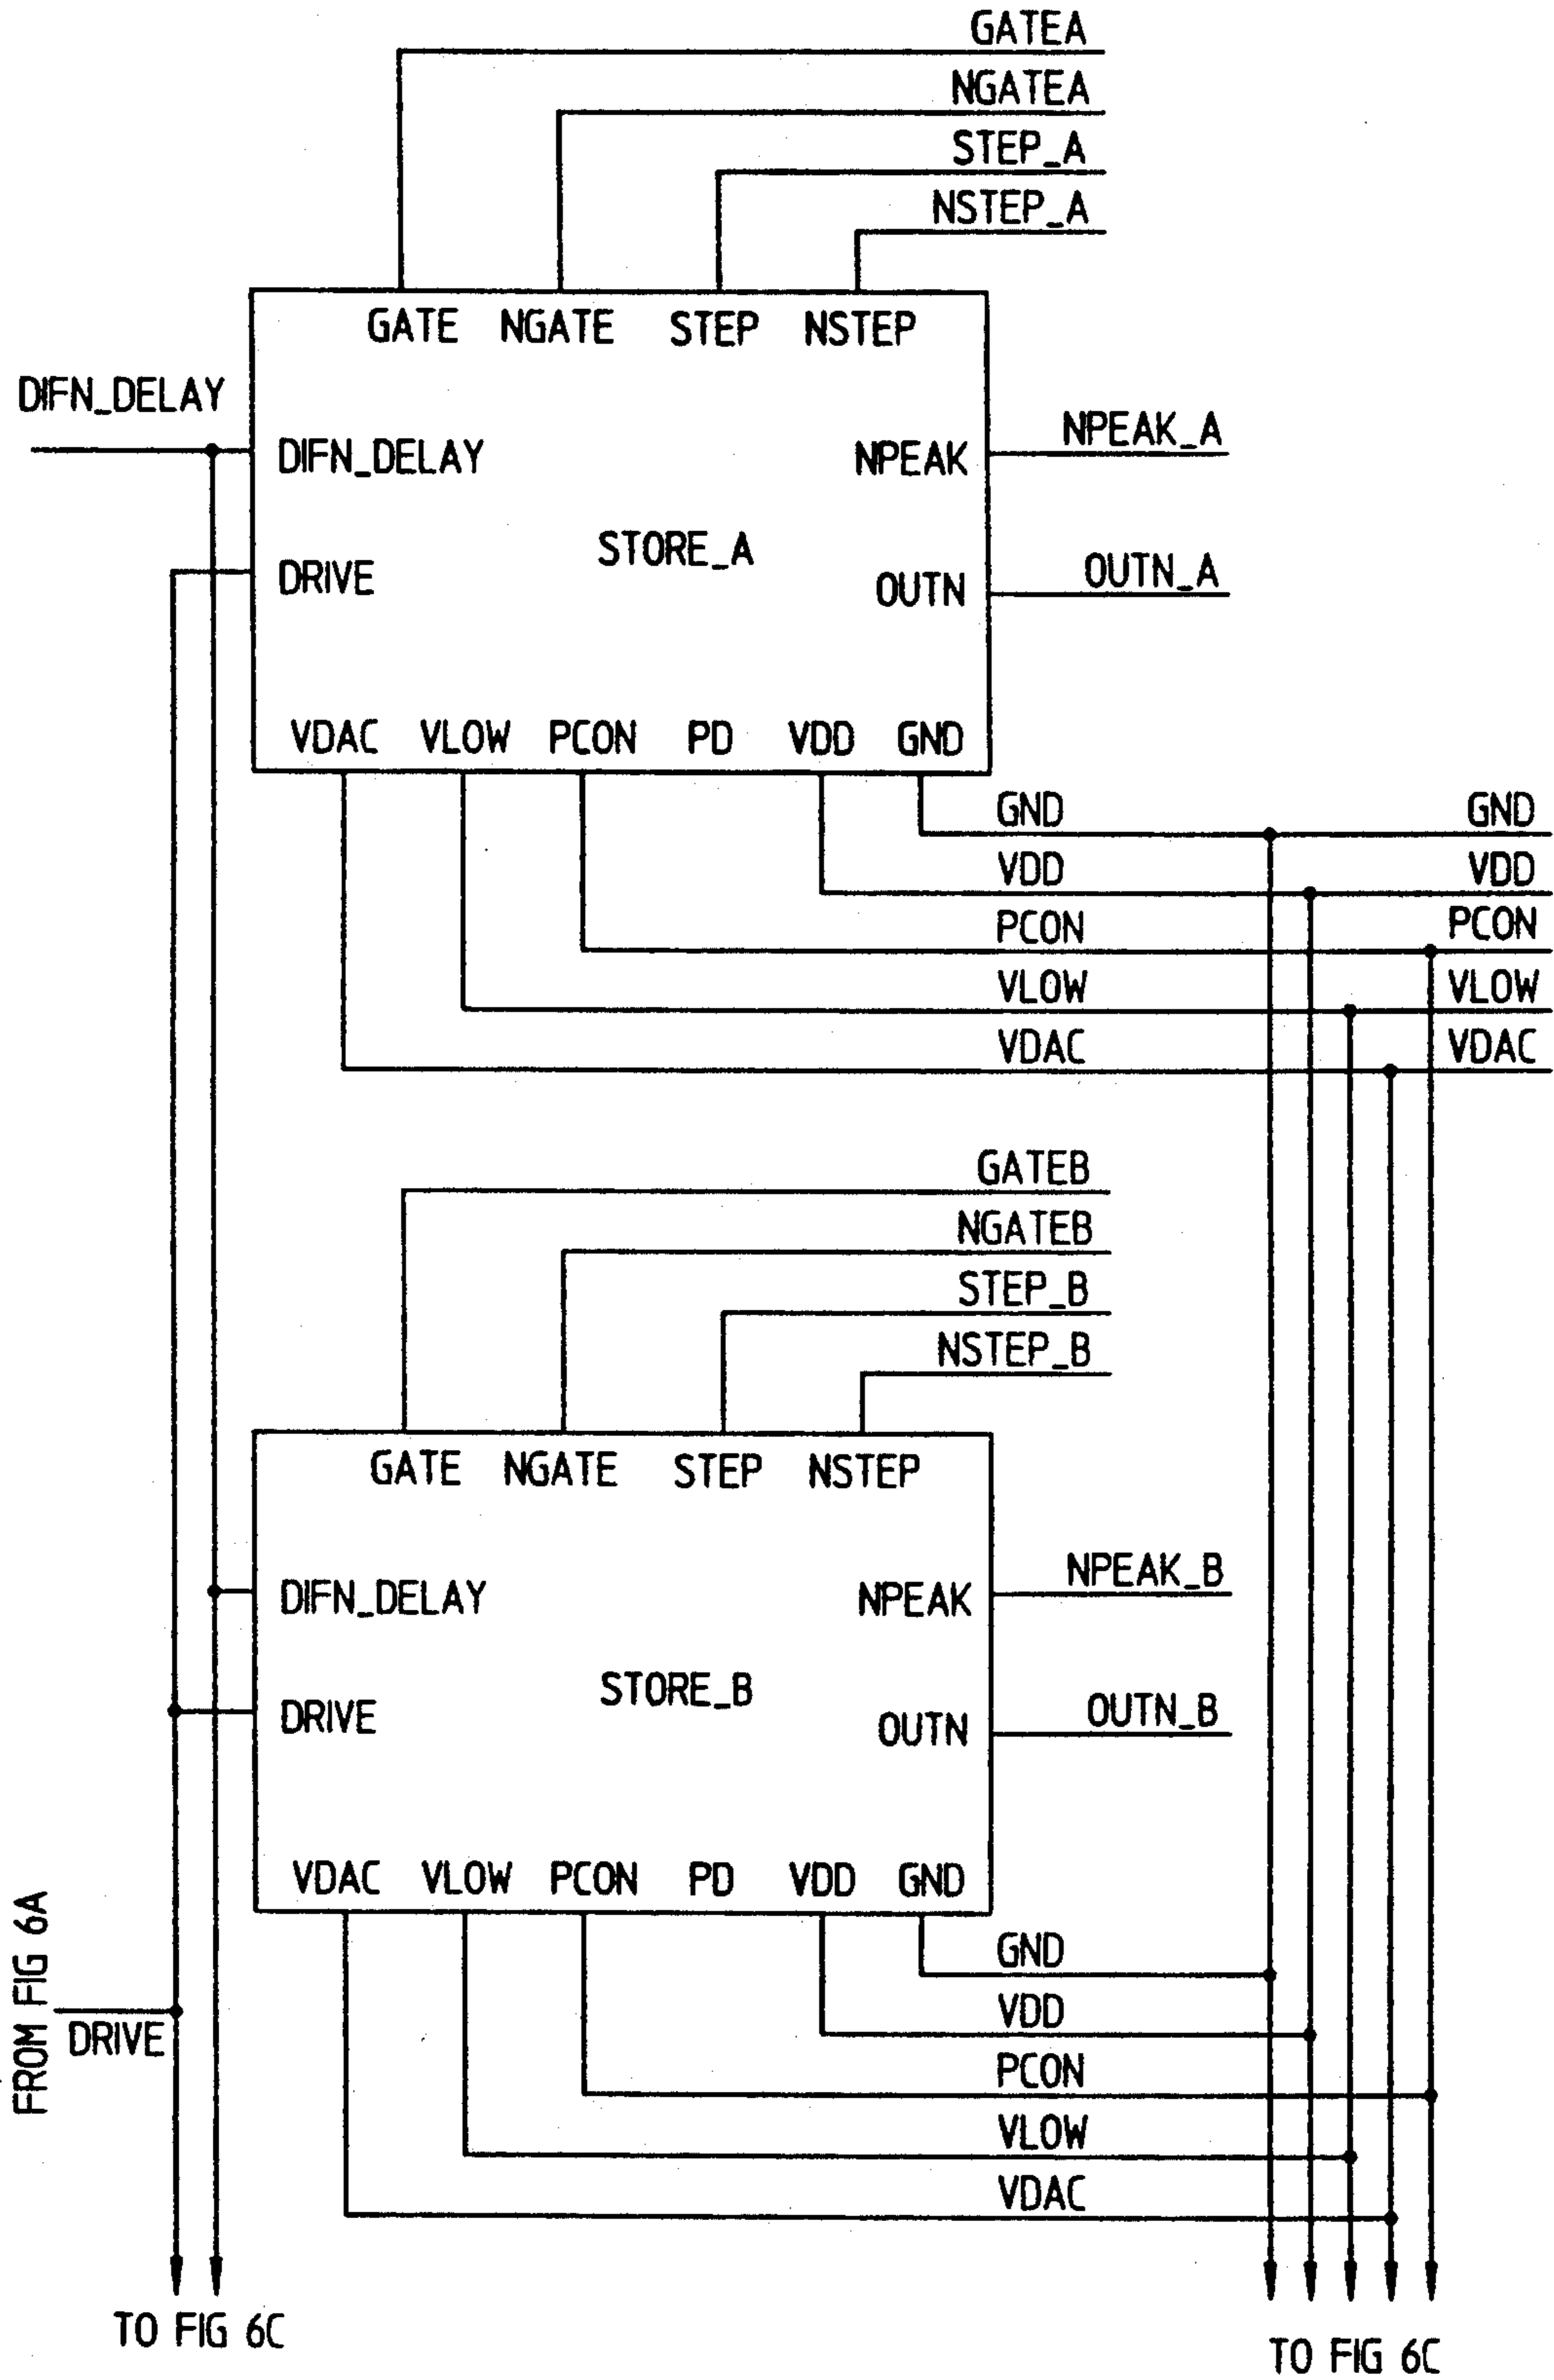 GATEA
NGATEA
STEP_A
NSTEP_A
GATE NGATE STEP NSTEP
DIFN_DELAY
DIFN_DELAY
NPEAK
NPEAK_A
STORE_A
DRIVE
OUTN
OUTN_A
VDAC VLOW PCON PD VDD GND
GND GND
VDD VDD
PCON PCON
VLOW VLOW
VDAC VDAC
GATEB
NGATEB
STEP_B
NSTEP_B
GATE NGATE STEP NSTEP
DIFN_DELAY
NPEAK
NPEAK_B
STORE_B
DRIVE
OUTN
OUTN_B
VDAC VLOW PCON PD VDD GND
FROM FIG 6A
DRIVE
GND
VDD
PCON
VLOW
VDAC
TO FIG 6C
TO FIG 6C